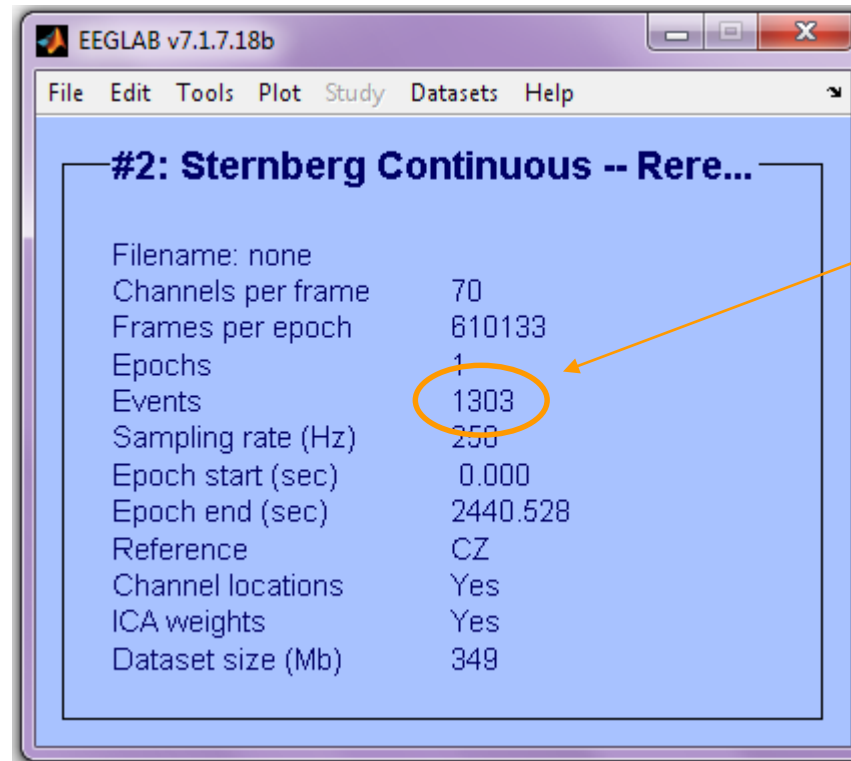 EEGLAB v7.1.7.18b
File Edit Tools Plot Study Datasets Help
#2: Sternberg Continuous -- Rere...
Filename: none
Channels per frame 70
Frames per epoch 610133
Epochs 1
Events 1303
Sampling rate (Hz) 250
Epoch start (sec) 0.000
Epoch end (sec) 2440.528
Reference CZ
Channel locations Yes
ICA weights Yes
Dataset size (Mb) 349